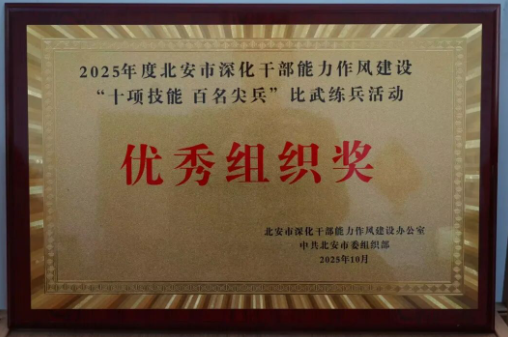 2025年度北安市深化干部能力作风建设
“十项技能 百名尖兵”比武练兵活动
优秀组织奖
北安市深化干部能力作风建设办公室
中共北安市委组织部
2025年10月